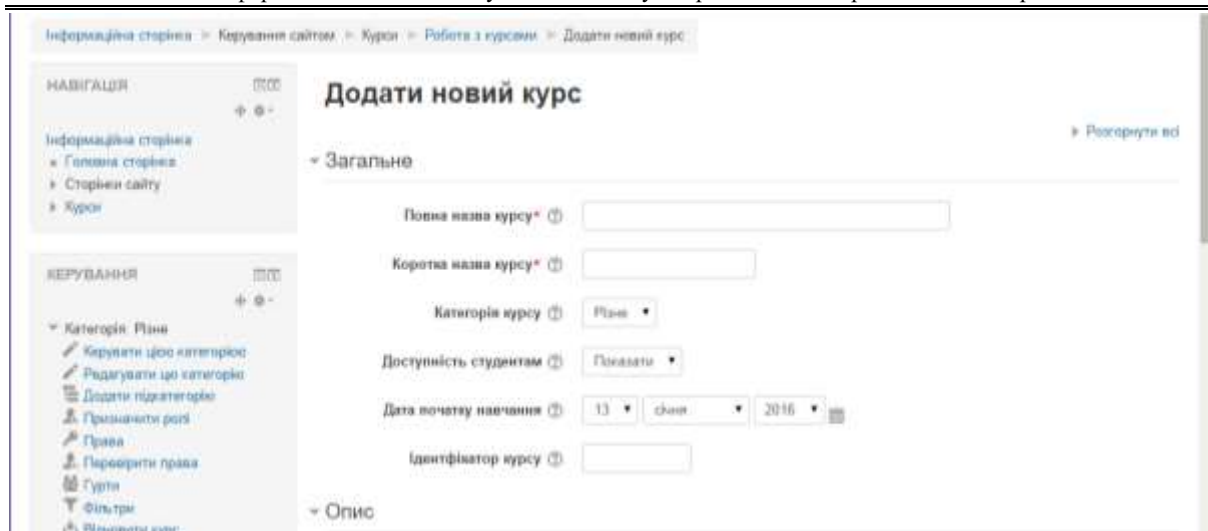 Інформаційна сторінка ► Керування сайтом ► Курси ► Робота з курсами ► Додати новий курс
НАВІГАЦІЯ
Інформаційна сторінка
Головна сторінка
Сторінки сайту
Курси
КЕРУВАННЯ
Категорія: Різне
Керувати цією категорією
Редагувати цю категорію
Додати підкатегорію
Призначити ролі
Права
Перевірити права
Гурти
Фільтри
Відновити курс
Додати новий курс
Розгорнути всі
Загальне
Повна назва курсу*
Коротка назва курсу*
Категорія курсу Різне
Доступність студентам Показати
Дата початку навчання 13 січня 2016
Ідентифікатор курсу
Опис